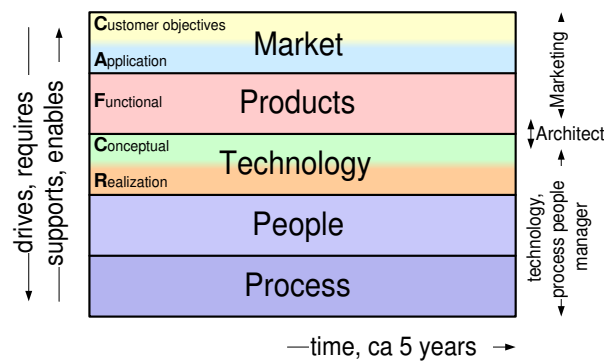 Customer objectives
Market
Application
Functional
Products
Conceptual
Technology
Realization
People
Process
drives, requires
supports, enables
Marketing
Architect
technology,
process people
manager
time, ca 5 years